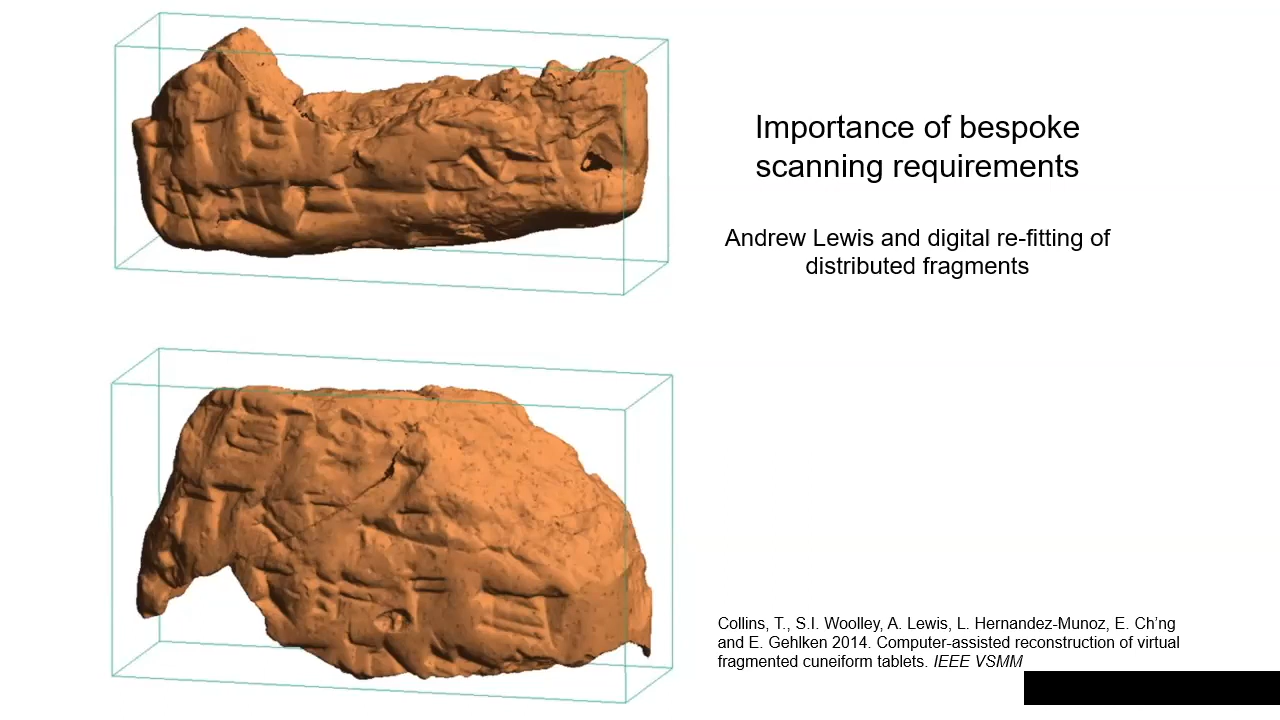 Importance of bespoke
scanning requirements
Andrew Lewis and digital re-fitting of
distributed fragments
Collins, T., S.I. Woolley, A. Lewis, L. Hernandez-Munoz, E. Ch'ng
and E. Gehlken 2014. Computer-assisted reconstruction of virtual
fragmented cuneiform tablets. IEEE VSMM